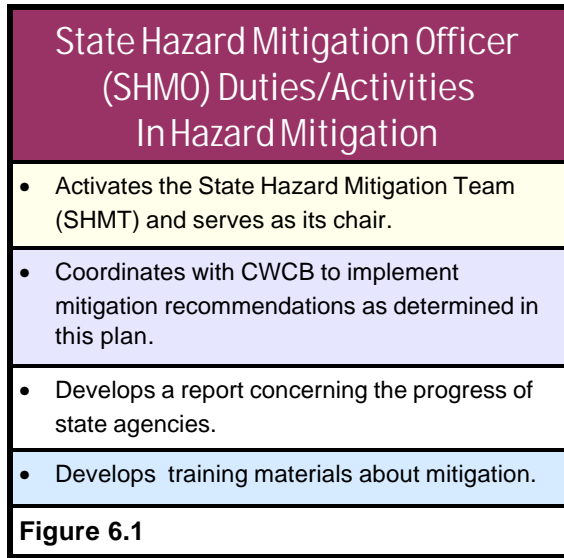 State Hazard Mitigation Officer
(SHMO) Duties/Activities
In Hazard Mitigation
• Activates the State Hazard Mitigation Team
(SHMT) and serves as its chair.
• Coordinates with CWCB to implement
mitigation recommendations as determined in
this plan.
• Develops a report concerning the progress of
state agencies.
• Develops training materials about mitigation.
Figure 6.1